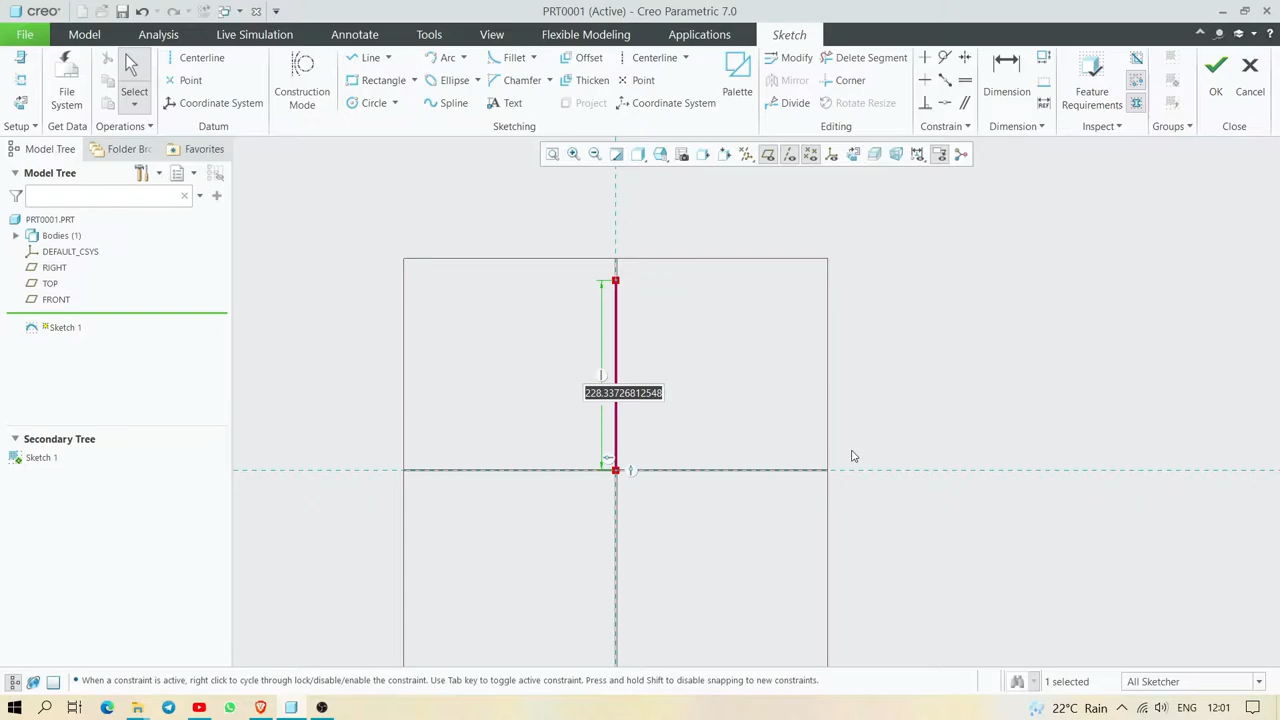 creo
PRT0001 (Active) - Creo Parametric 7.0
File
Model
Analysis
Live Simulation
Annotate
Tools
View
Flexible Modeling
Applications
Sketch
File System
Select
Centerline
Point
Coordinate System
Construction Mode
Line
Rectangle
Circle
Arc
Ellipse
Spline
Fillet
Chamfer
Text
Offset
Thicken
Project
Centerline
Point
Coordinate System
Palette
Modify
Mirror
Divide
Delete Segment
Corner
Rotate Resize
Dimension
Feature Requirements
OK
Cancel
Setup
Get Data
Operations
Datum
Sketching
Editing
Constrain
Dimension
Inspect
Groups
Close
Model Tree
Folder Br
Favorites
Model Tree
PRT0001.PRT
Bodies (1)
DEFAULT_CSYS
RIGHT
TOP
FRONT
Sketch 1
Secondary Tree
Sketch 1
228.33726812548
When a constraint is active, right click to cycle through lock/disable/enable the constraint. Use Tab key to toggle active constraint. Press and hold Shift to disable snapping to new constraints.
1 selected
All Sketcher
22°C Rain
ENG
12:01